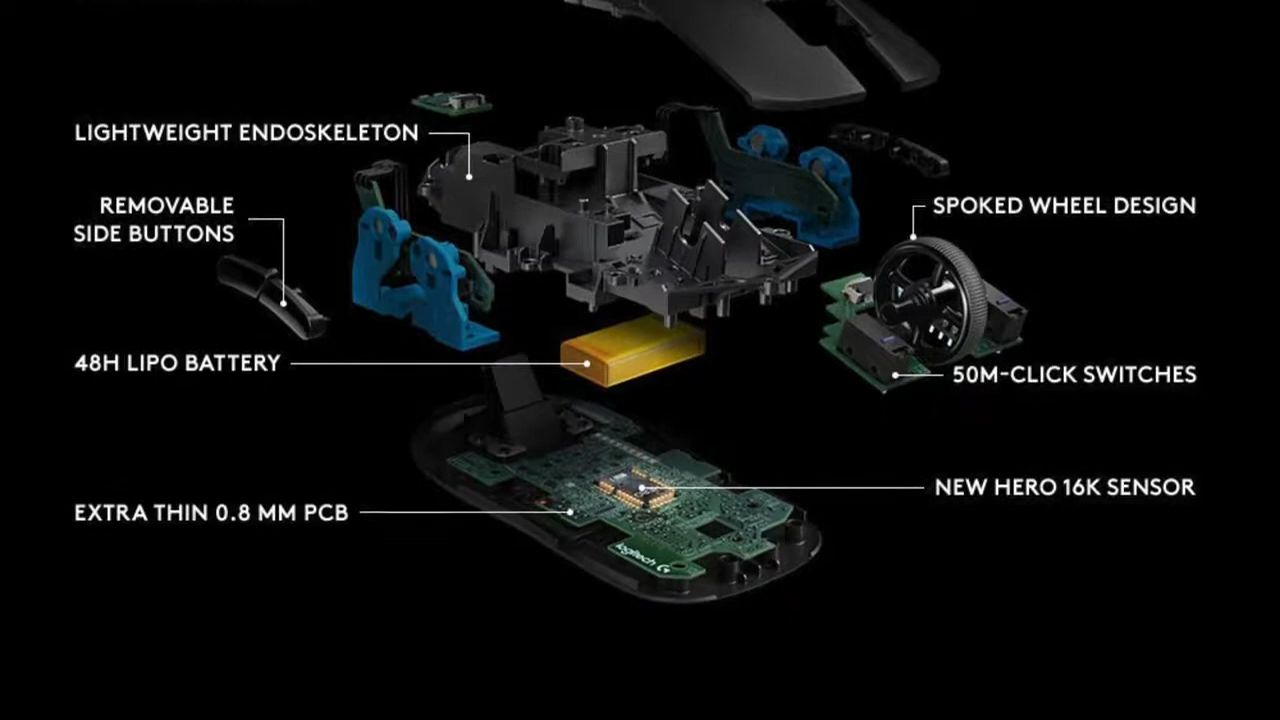 LIGHTWEIGHT ENDOSKELETON
REMOVABLE
SIDE BUTTONS
SPOKED WHEEL DESIGN
48H LIPO BATTERY
50M-CLICK SWITCHES
NEW HERO 16K SENSOR
EXTRA THIN 0.8 MM PCB
logitech G